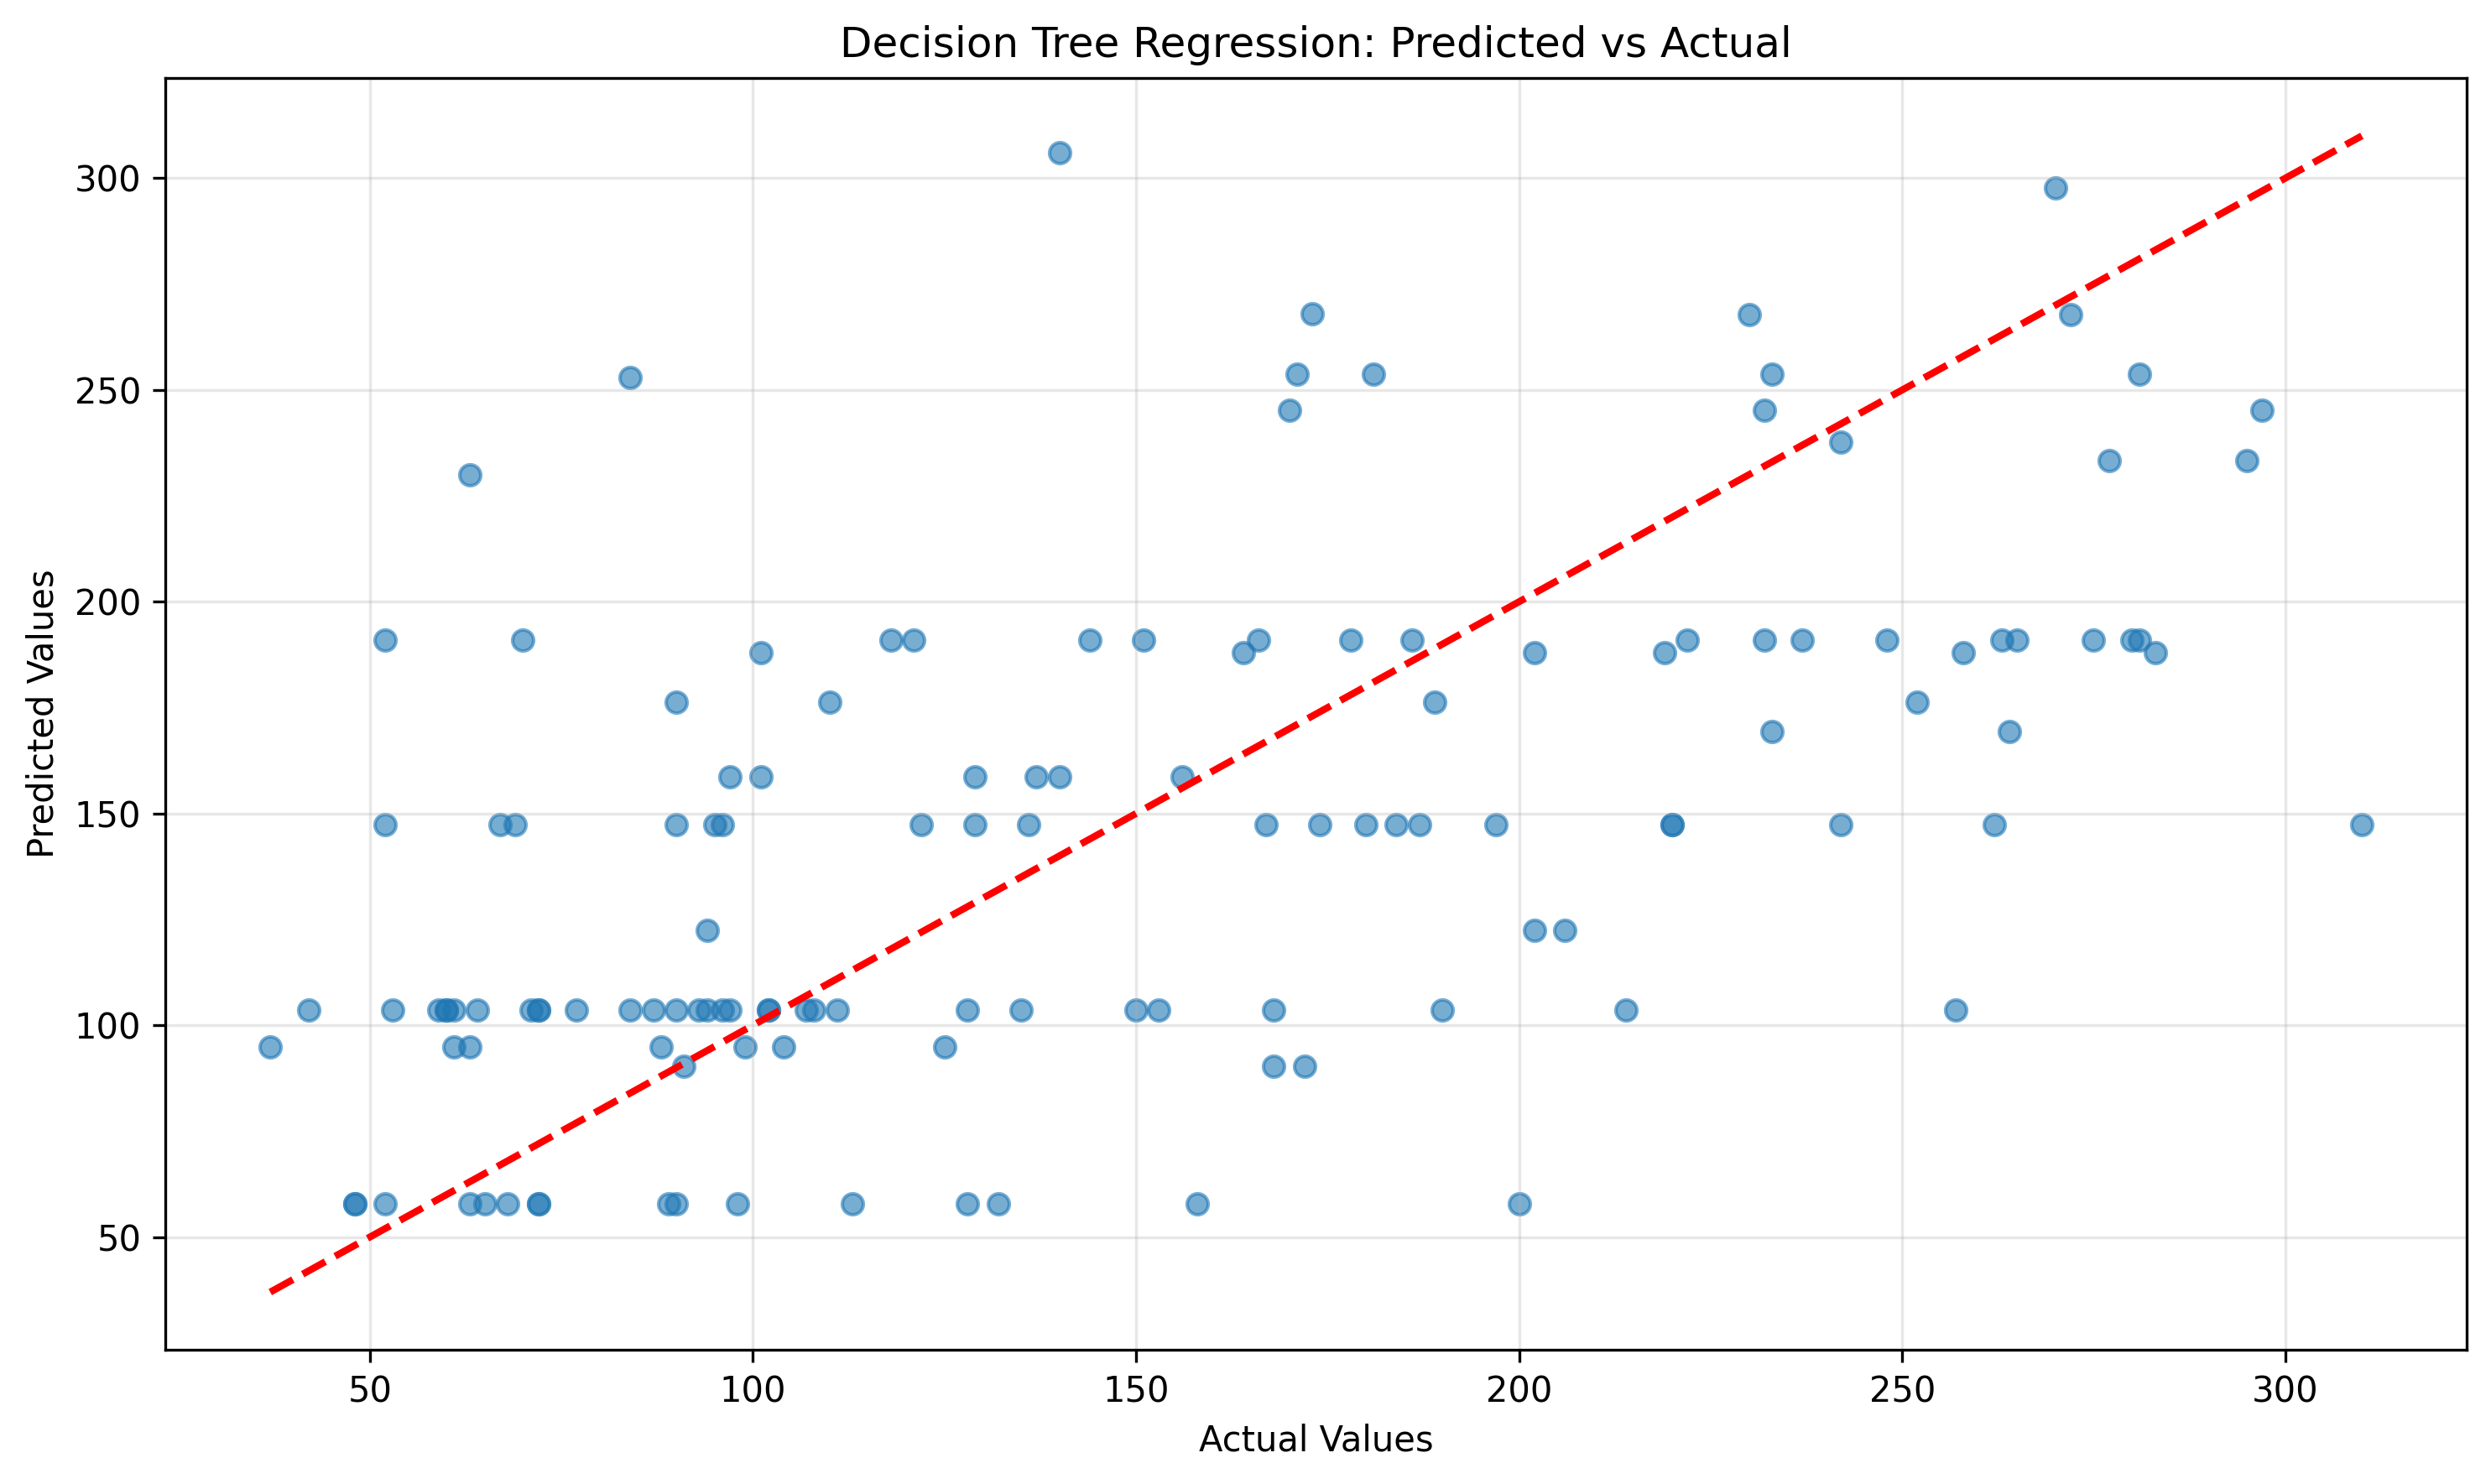 Decision Tree Regression: Predicted vs Actual
300
250
200
150
100
50
Predicted Values
50 100 150 200 250 300
Actual Values